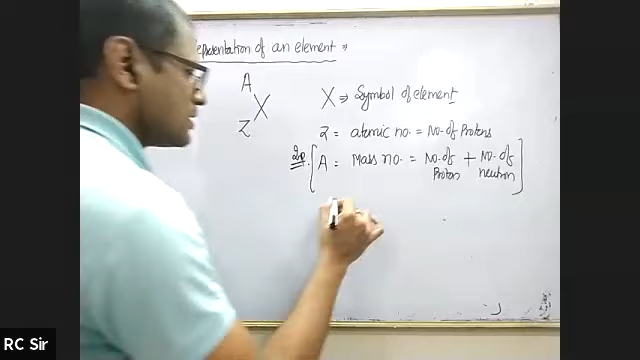 epresentation of an element ⇒
A
X
Z
X ⇒ Symbol of element
Z = atomic no. = No. of Protons
A = Mass no. = No. of Proton + No. of neutron
RC Sir